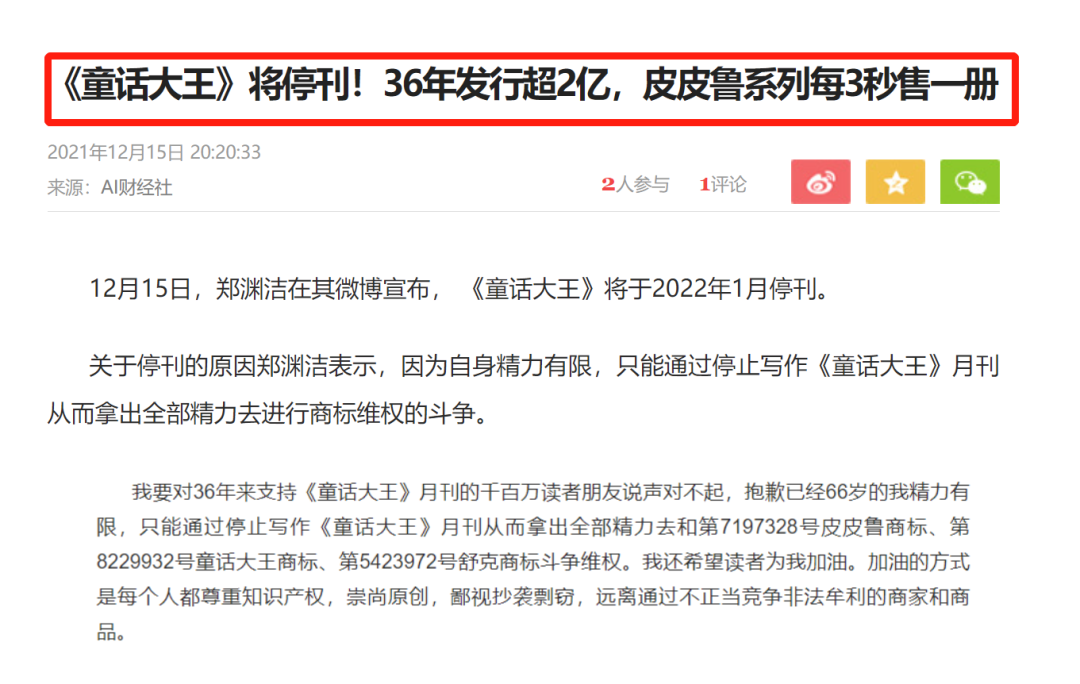 《童话大王》将停刊！36年发行超2亿，皮皮鲁系列每3秒售一册
2021年12月15日 20:20:33
来源：AI财经社
2人参与 1评论
12月15日，郑渊洁在其微博宣布，《童话大王》将于2022年1月停刊。
关于停刊的原因郑渊洁表示，因为自身精力有限，只能通过停止写作《童话大王》月刊
从而拿出全部精力去进行商标维权的斗争。
我要对36年来支持《童话大王》月刊的千百万读者朋友说声对不起，抱歉已经66岁的我精力有
限，只能通过停止写作《童话大王》月刊从而拿出全部精力去和第7197328号皮皮鲁商标、第
8229932号童话大王商标、第5423972号舒克商标斗争维权。我还希望读者为我加油。加油的方式
是每个人都尊重知识产权，崇尚原创，鄙视抄袭剽窃，远离通过不正当竞争非法牟利的商家和商
品。